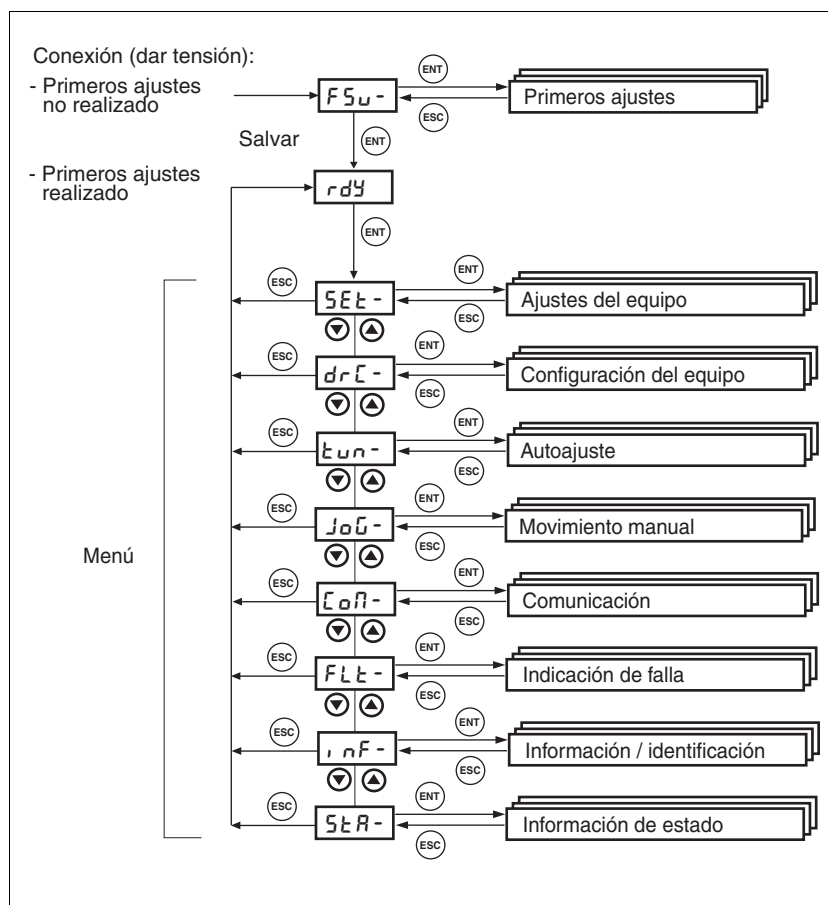 Conexión (dar tensión):
- Primeros ajustes
no realizado
FSu-
ENT
ESC
Primeros ajustes
Salvar
ENT
- Primeros ajustes
realizado
rdY
ENT
Menú
ESC
SEt-
ENT
ESC
Ajustes del equipo
ESC
drC-
ENT
ESC
Configuración del equipo
ESC
tun-
ENT
ESC
Autoajuste
ESC
JoG-
ENT
ESC
Movimiento manual
ESC
CoM-
ENT
ESC
Comunicación
ESC
FLt-
ENT
ESC
Indicación de falla
ESC
inF-
ENT
ESC
Información / identificación
ESC
StA-
ENT
ESC
Información de estado